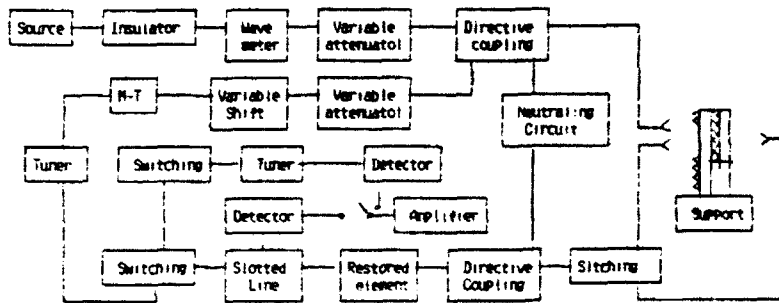 Source
Insulator
Wave
meter
Variable
attenuatol
Directive
coupling
M-T
Variable
Shift
Variable
attenuatol
Neutraling
Circuit
Tuner
Switching
Tuner
Detector
Detector
Amplifier
Support
Switching
Slotted
Line
Restored
element
Directive
Coupling
Sitching